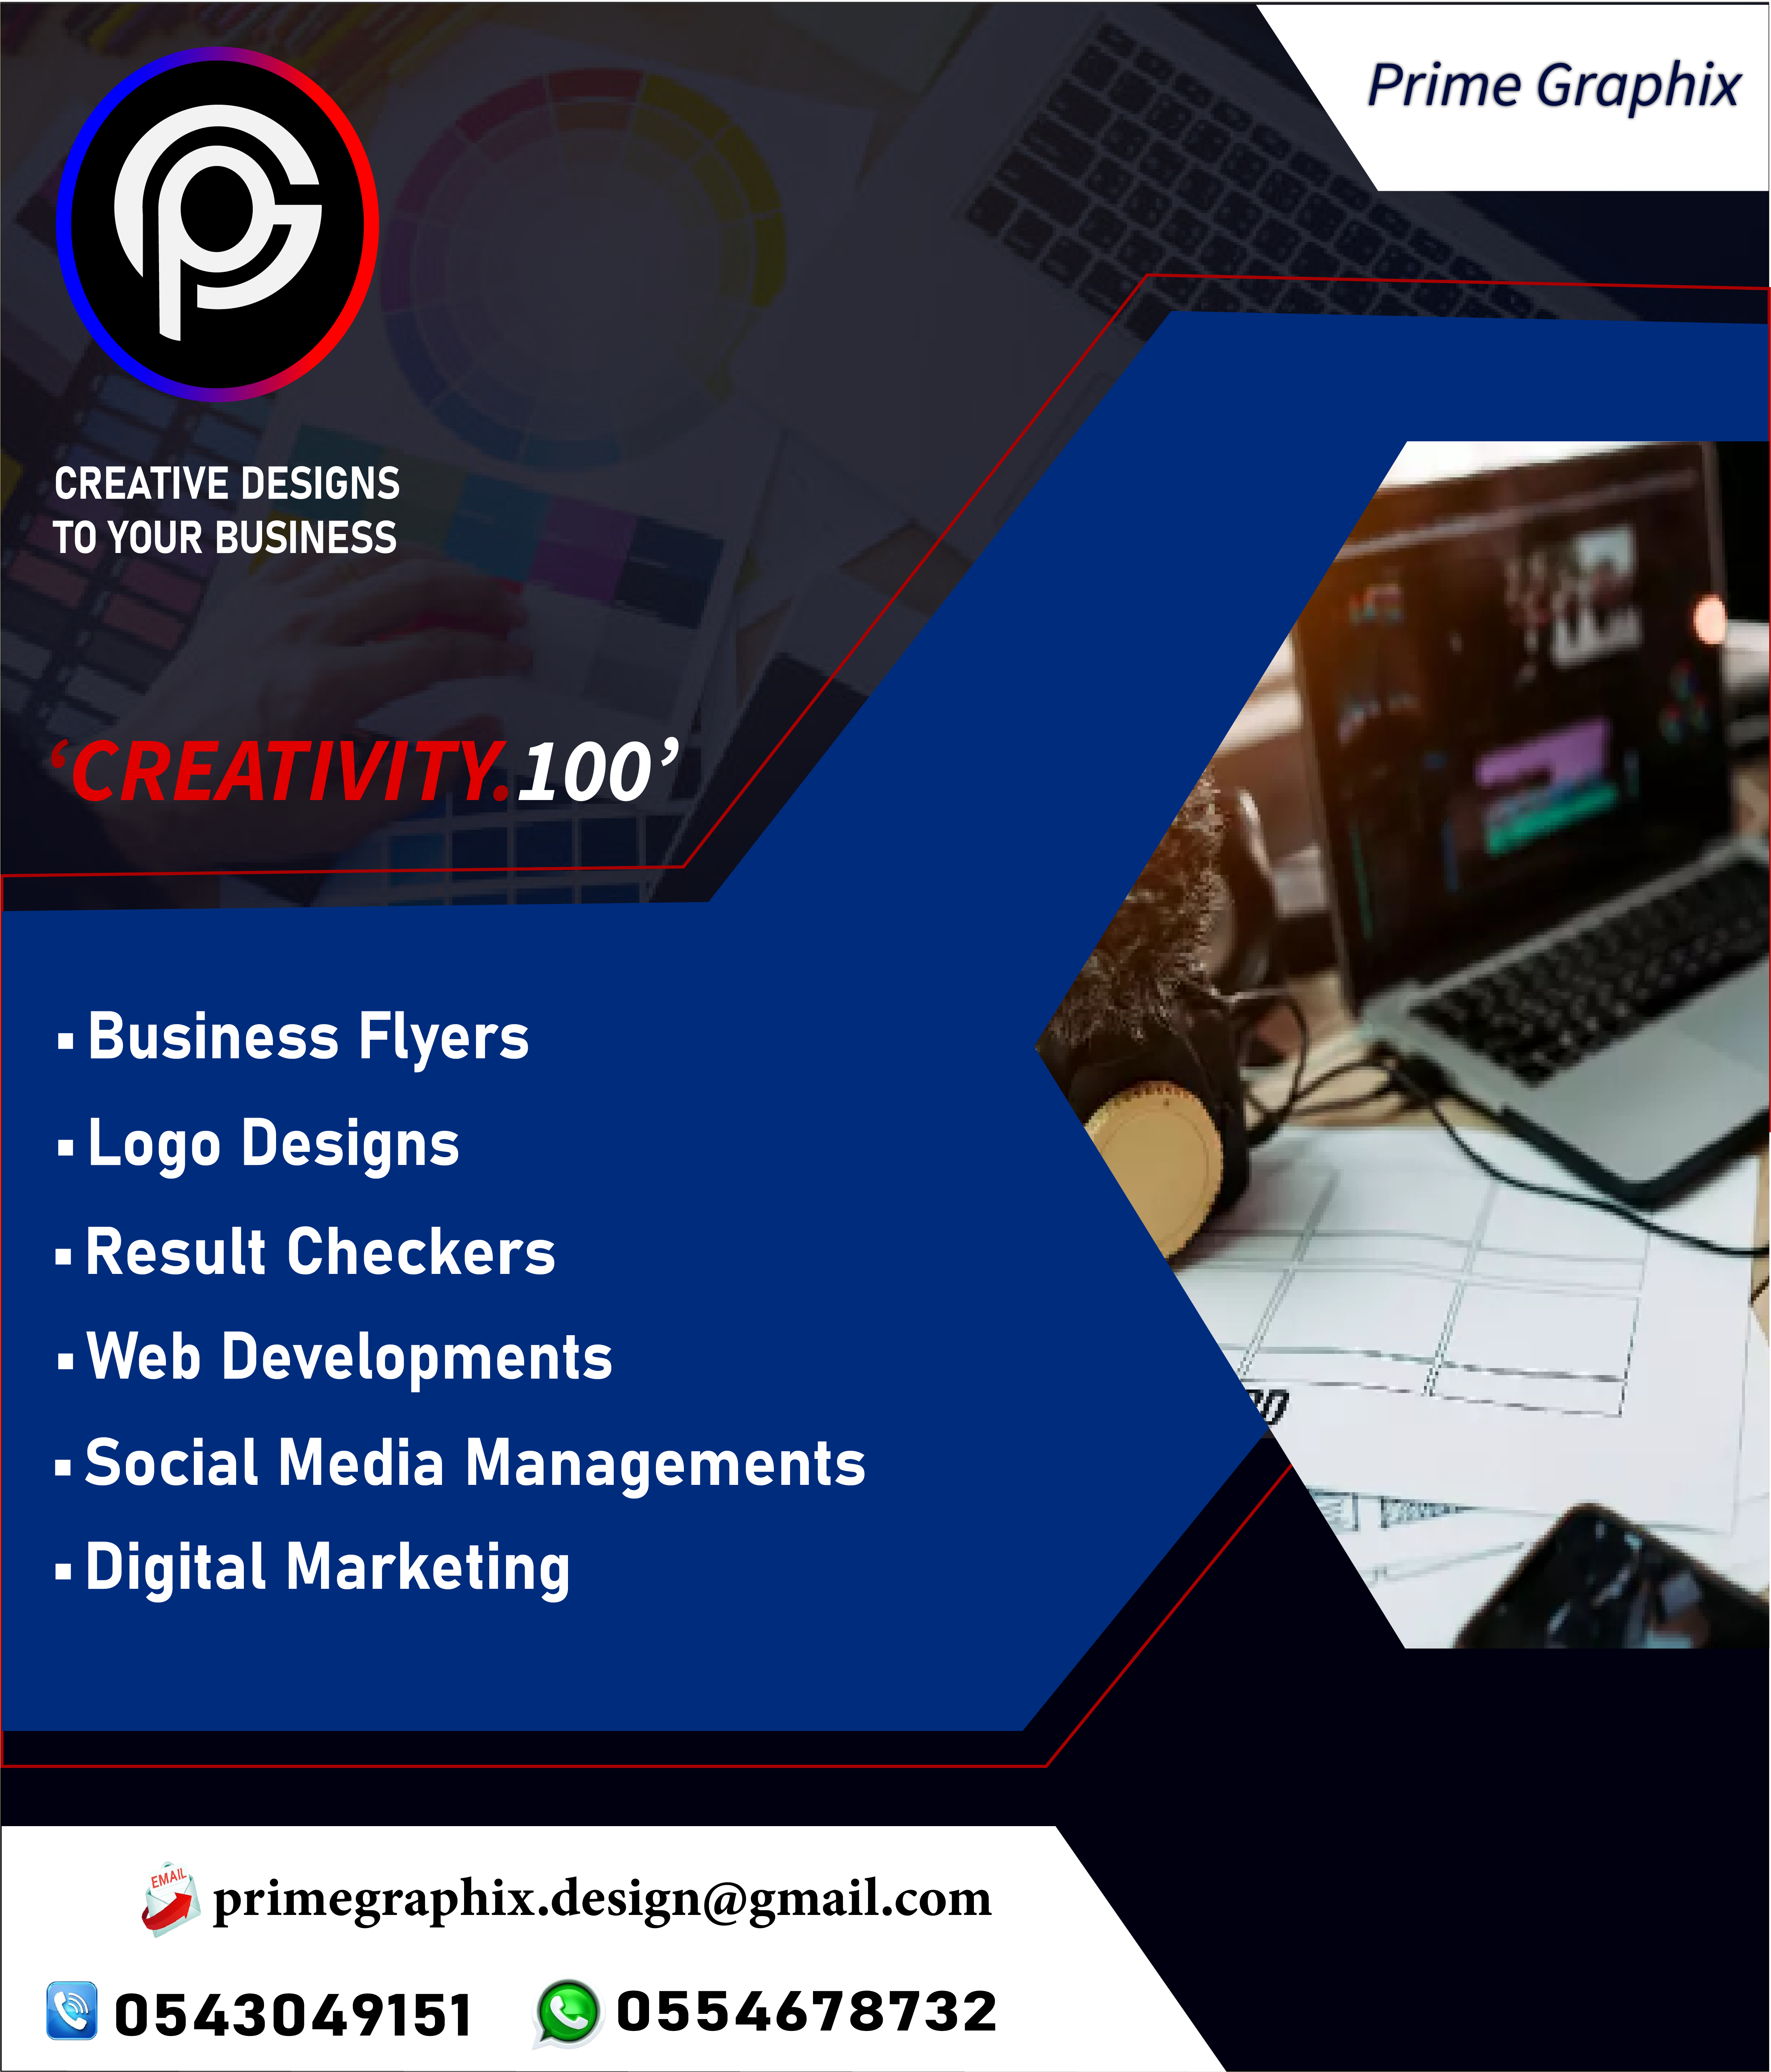 Prime Graphix
CREATIVE DESIGNS
TO YOUR BUSINESS
‘CREATIVITY.100’
▪ Business Flyers
▪ Logo Designs
▪ Result Checkers
▪ Web Developments
▪ Social Media Managements
▪ Digital Marketing
EMAIL
primegraphix.design@gmail.com
0543049151
0554678732